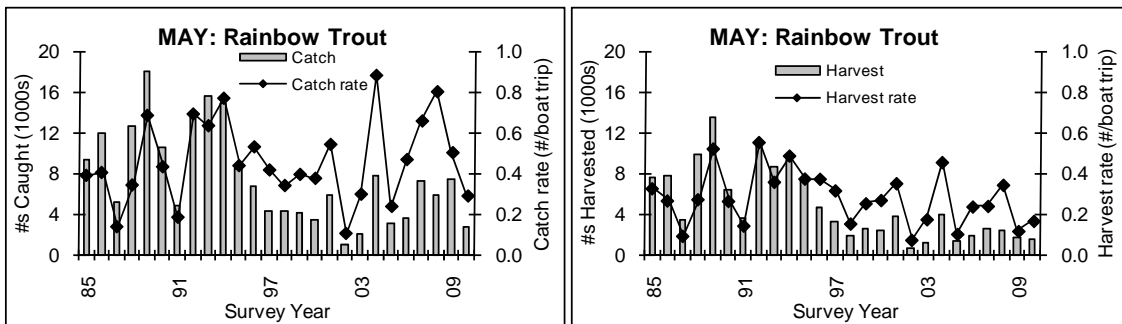 MAY: Rainbow Trout
Catch
Catch rate
#s Caught (1000s)
20
16
12
8
4
0
1.0
0.8
0.6
0.4
0.2
0.0
Catch rate (#/boat trip)
85
91
97
03
09
Survey Year
MAY: Rainbow Trout
Harvest
Harvest rate
#s Harvested (1000s)
20
16
12
8
4
0
1.0
0.8
0.6
0.4
0.2
0.0
Harvest rate (#/boat trip)
85
91
97
03
09
Survey Year